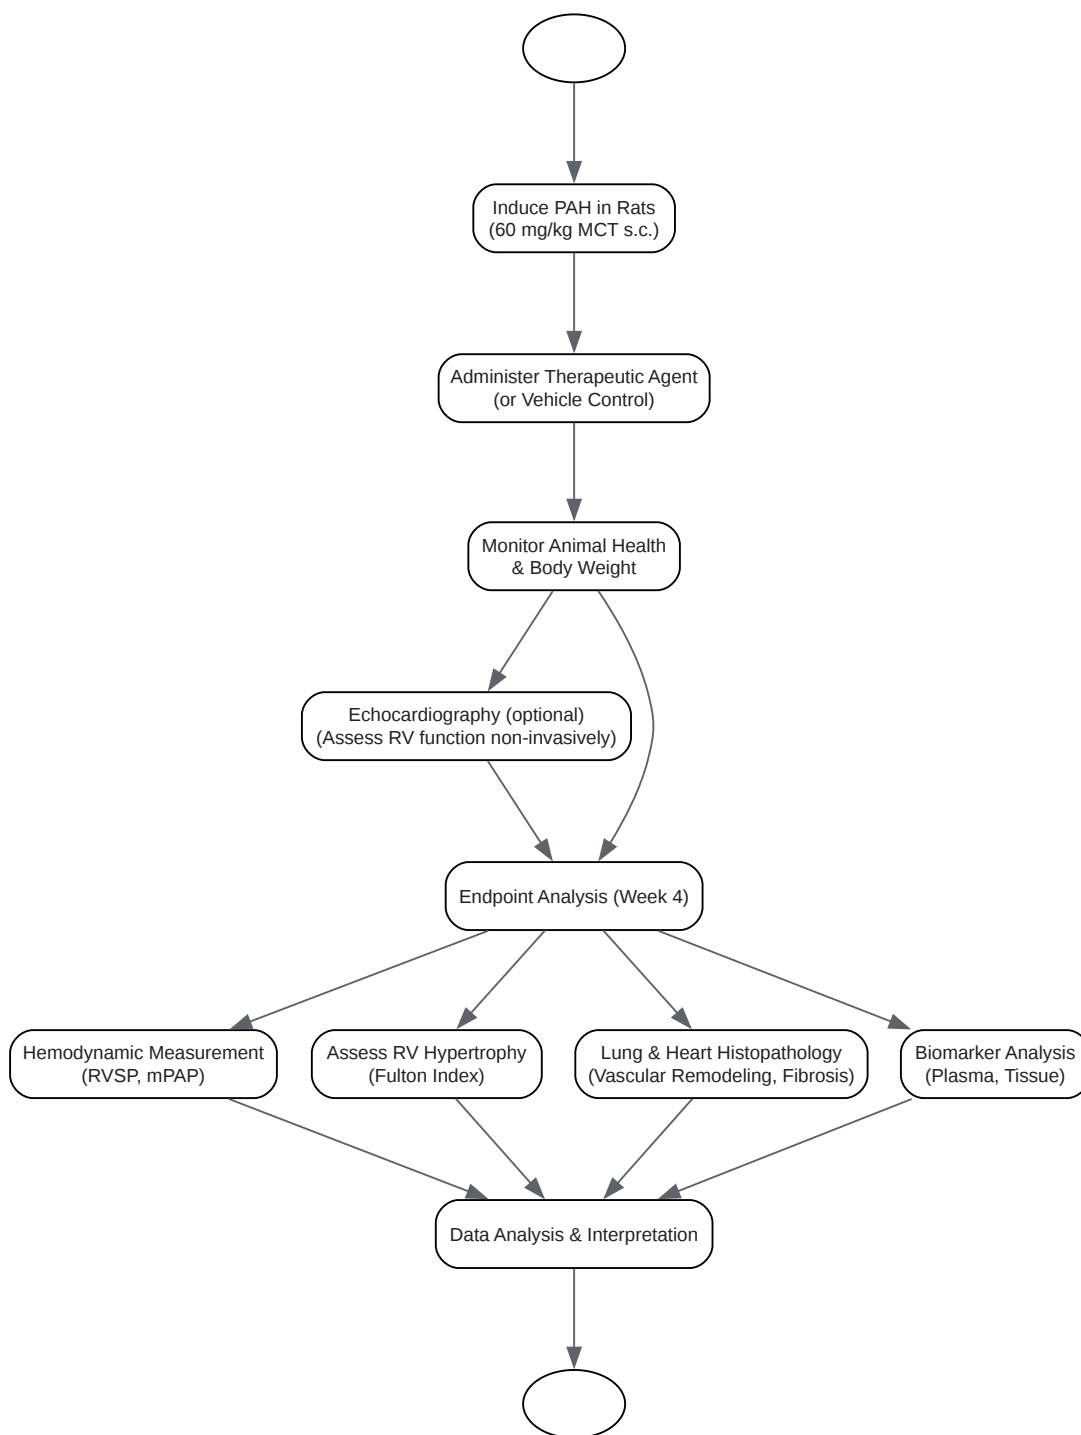 Induce PAH in Rats
(60 mg/kg MCT s.c.)
Administer Therapeutic Agent
(or Vehicle Control)
Monitor Animal Health
& Body Weight
Echocardiography (optional)
(Assess RV function non-invasively)
Endpoint Analysis (Week 4)
Hemodynamic Measurement
(RVSP, mPAP)
Assess RV Hypertrophy
(Fulton Index)
Lung & Heart Histopathology
(Vascular Remodeling, Fibrosis)
Biomarker Analysis
(Plasma, Tissue)
Data Analysis & Interpretation